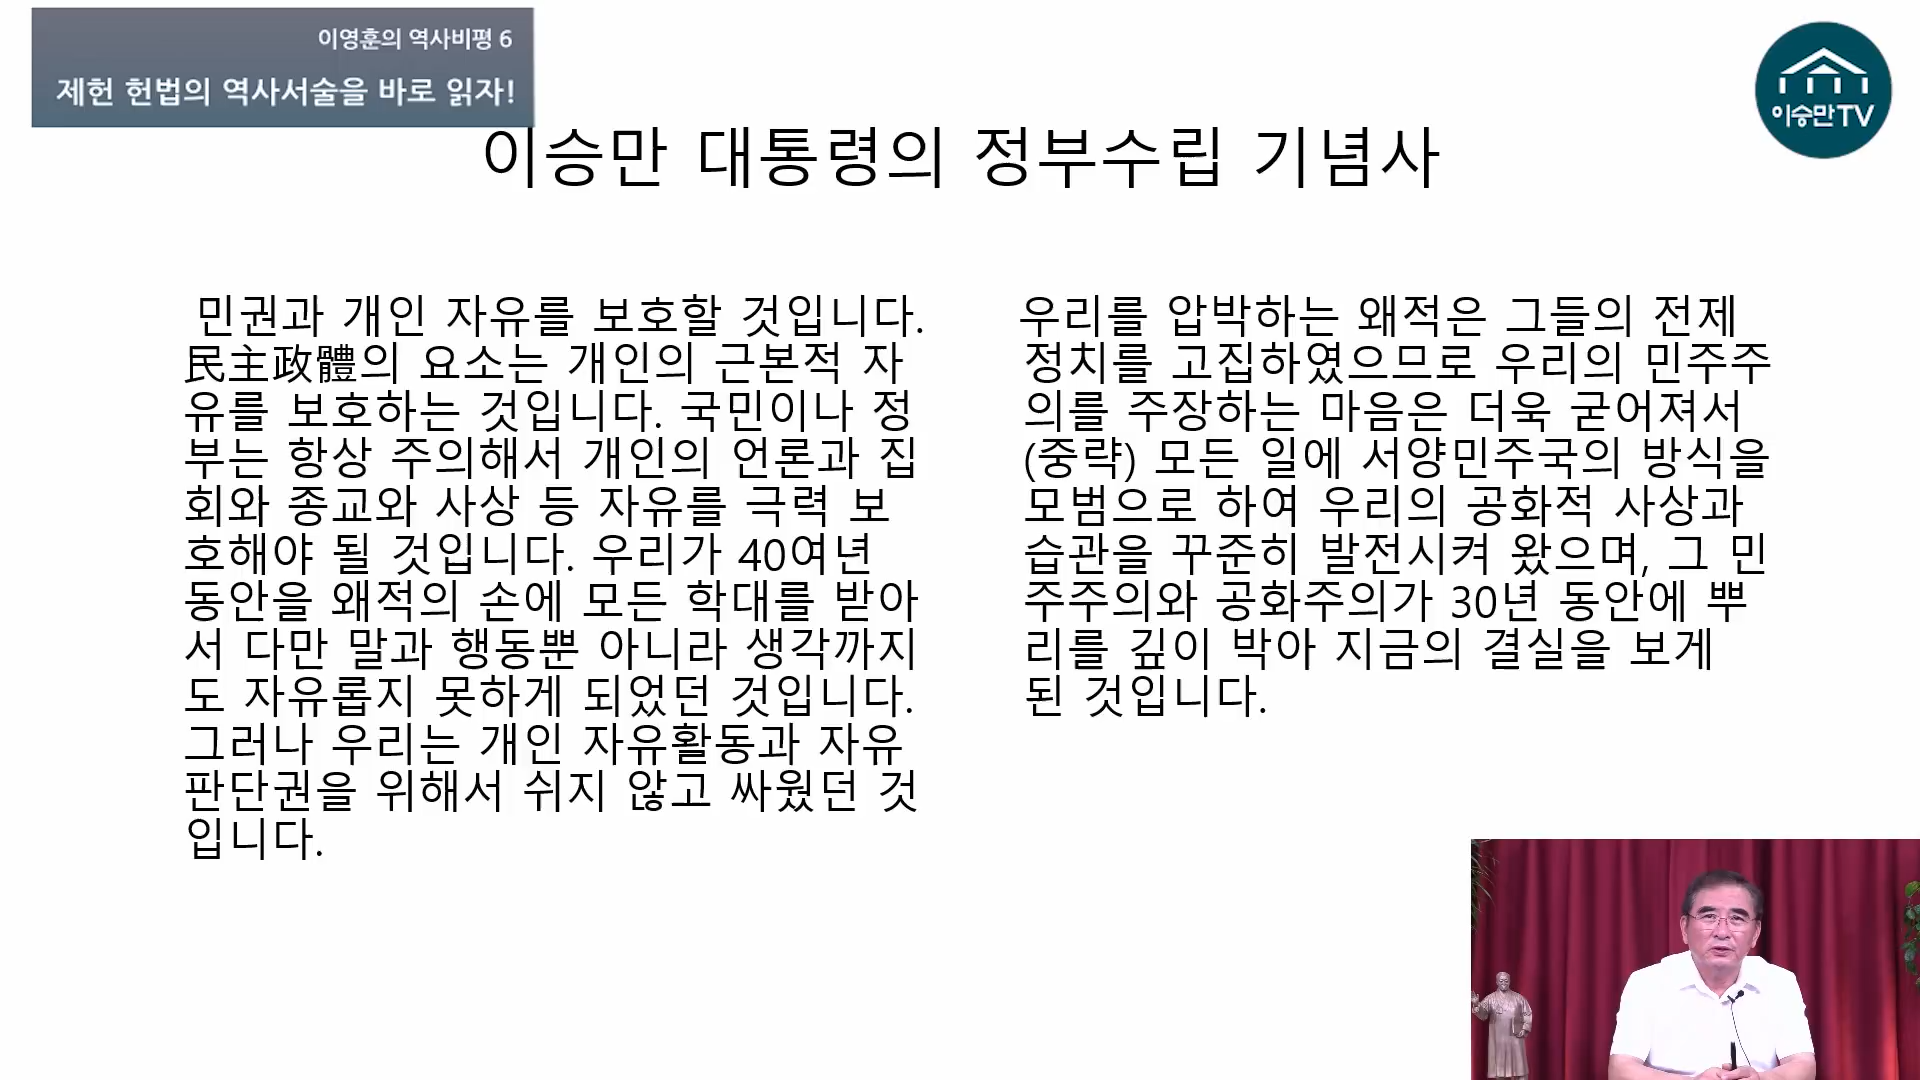 이영훈의 역사비평 6
제헌 헌법의 역사서술을 바로 읽자!
이승만TV
이승만 대통령의 정부수립 기념사
민권과 개인 자유를 보호할 것입니다.
民主政體의 요소는 개인의 근본적 자
유를 보호하는 것입니다. 국민이나 정
부는 항상 주의해서 개인의 언론과 집
회와 종교와 사상 등 자유를 극력 보
호해야 될 것입니다. 우리가 40여년
동안을 왜적의 손에 모든 학대를 받아
서 다만 말과 행동뿐 아니라 생각까지
도 자유롭지 못하게 되었던 것입니다.
그러나 우리는 개인 자유활동과 자유
판단권을 위해서 쉬지 않고 싸웠던 것
입니다.
우리를 압박하는 왜적은 그들의 전제
정치를 고집하였으므로 우리의 민주주
의를 주장하는 마음은 더욱 굳어져서
(중략) 모든 일에 서양민주국의 방식을
모범으로 하여 우리의 공화적 사상과
습관을 꾸준히 발전시켜 왔으며, 그 민
주주의와 공화주의가 30년 동안에 뿌
리를 깊이 박아 지금의 결실을 보게
된 것입니다.